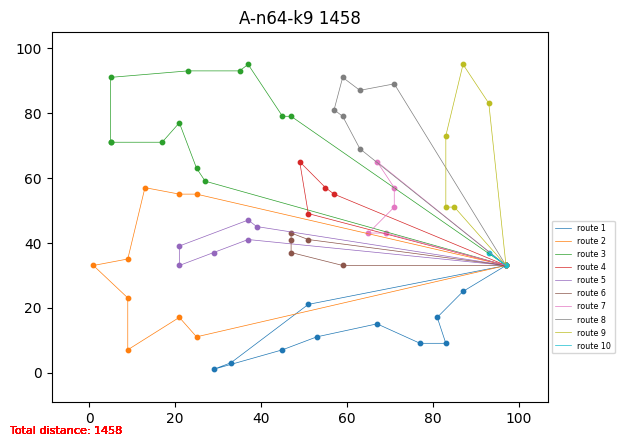 A-n64-k9 1458
100
80
60
40
20
0
0 20 40 60 80 100
route 1
route 2
route 3
route 4
route 5
route 6
route 7
route 8
route 9
route 10
Total distance: 1458